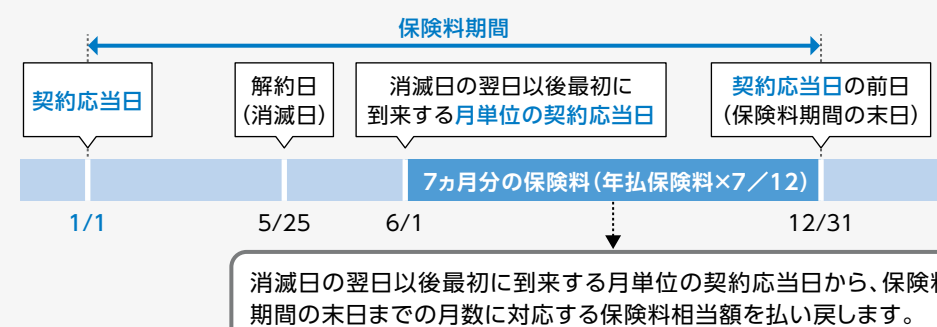 保険料期間
契約応当日
解約日
(消滅日)
消滅日の翌日以後最初に
到来する月単位の契約応当日
契約応当日の前日
(保険料期間の末日)
7ヵ月分の保険料(年払保険料×7／12)
1/1
5/25
6/1
12/31
消滅日の翌日以後最初に到来する月単位の契約応当日から、保険料
期間の末日までの月数に対応する保険料相当額を払い戻します。